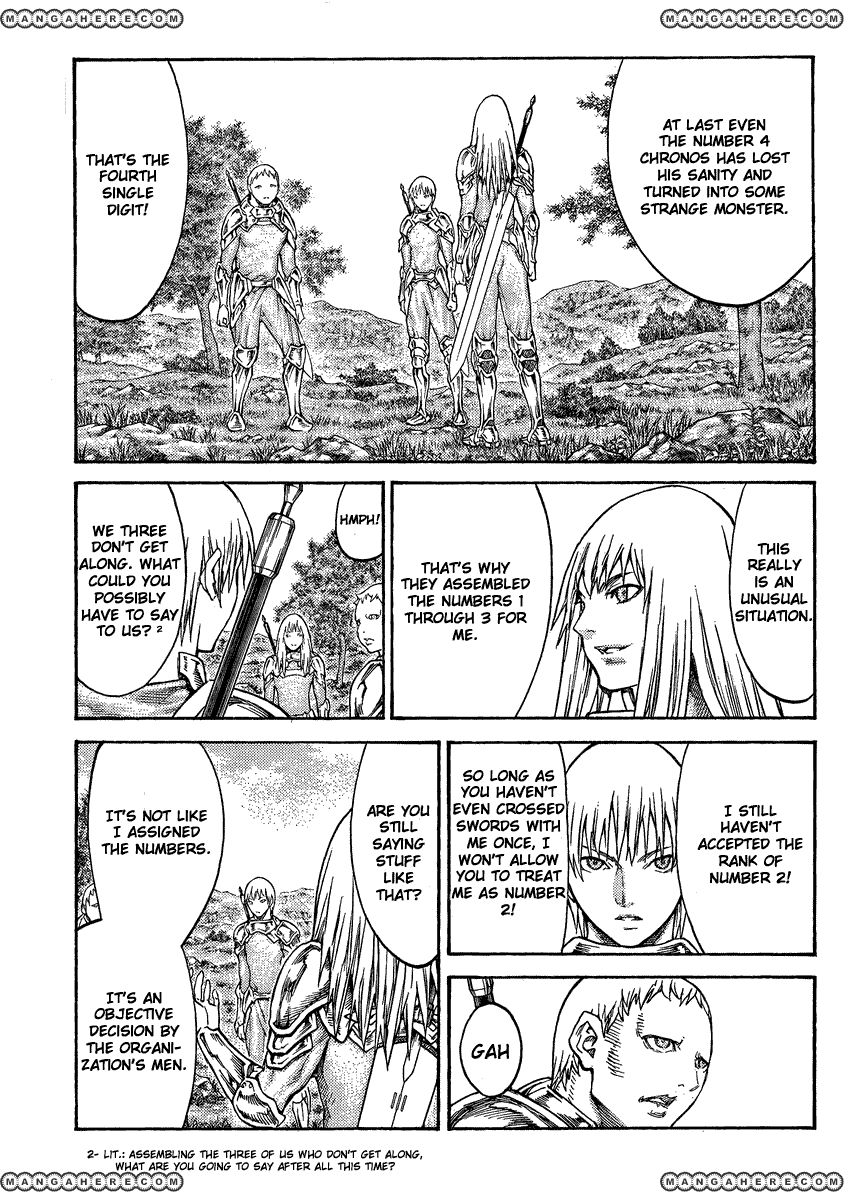 MANGAHERE.COM
MANGAHERE.COM
AT LAST EVEN
THE NUMBER 4
CHRONOS HAS LOST
HIS SANITY AND
TURNED INTO SOME
STRANGE MONSTER.
THAT'S THE
FOURTH
SINGLE
DIGIT!
THIS
REALLY
IS AN
UNUSUAL
SITUATION.
THAT'S WHY
THEY ASSEMBLED
THE NUMBERS 1
THROUGH 3 FOR
ME.
HMPH!
WE THREE
DON'T GET
ALONG. WHAT
COULD YOU
POSSIBLY
HAVE TO SAY
TO US? 2
I STILL
HAVEN'T
ACCEPTED THE
RANK OF
NUMBER 2!
SO LONG AS
YOU HAVEN'T
EVEN CROSSED
SWORDS WITH
ME ONCE, I
WON'T ALLOW
YOU TO TREAT
ME AS NUMBER
2!
ARE YOU
STILL
SAYING
STUFF
LIKE
THAT?
IT'S NOT LIKE
I ASSIGNED
THE NUMBERS.
IT'S AN
OBJECTIVE
DECISION BY
THE ORGANI-
ZATION'S MEN.
GAH
2- LIT.: ASSEMBLING THE THREE OF US WHO DON'T GET ALONG,
WHAT ARE YOU GOING TO SAY AFTER ALL THIS TIME?
MANGAHERE.COM
MANGAHERE.COM